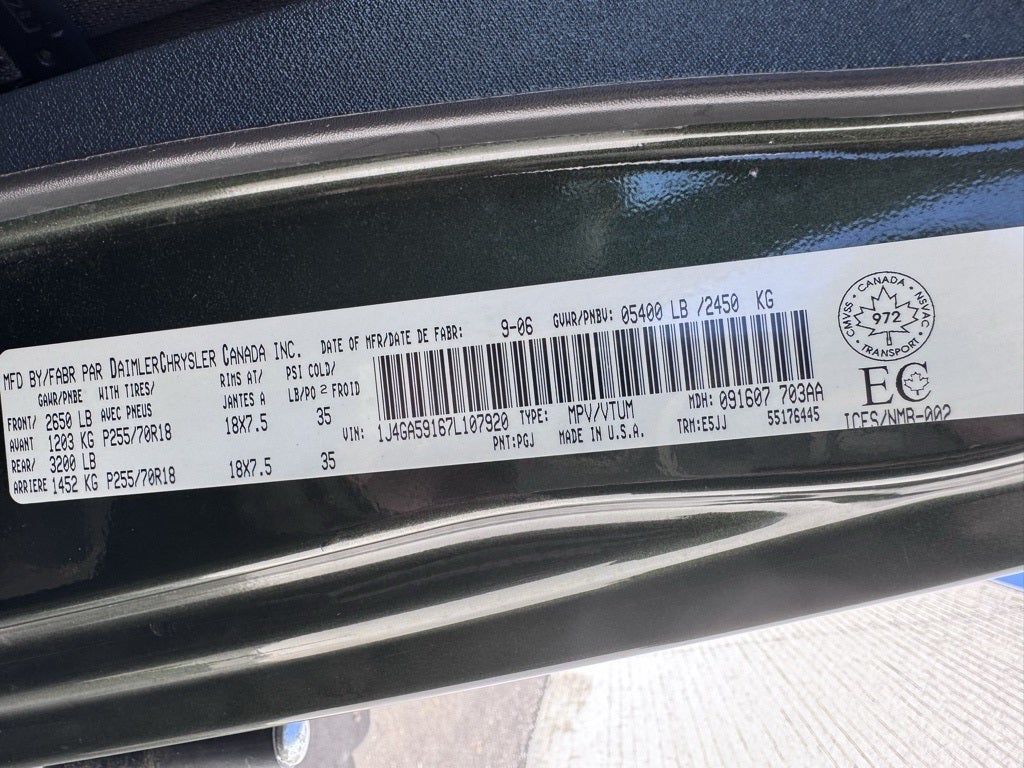 MFD BY/FABR PAR DAIMLERCHRYSLER CANADA INC. DATE OF MFR/DATE DE FABR: 9-06 GVWR/PNBV: 05400 LB /2450 KG
GAWR/PNBE WITH TIRES/ RIMS AT/ PSI COLD/
AVEC PNEUS JANTES A LB/PO 2 FROID
FRONT/ 2650 LB
AVANT 1203 KG P255/70R18 18X7.5 35
REAR/ 3200 LB
ARRIERE 1452 KG P255/70R18 18X7.5 35
VIN: 1J4GA59167L107920 TYPE: MPV/VTUM MDH: 091607 703AA
PNT: PGJ MADE IN U.S.A. TRM: E5JJ 55176445
CMVSS • CANADA • NSVAC • TRANSPORT •
972
EC
ICES/NMB-002